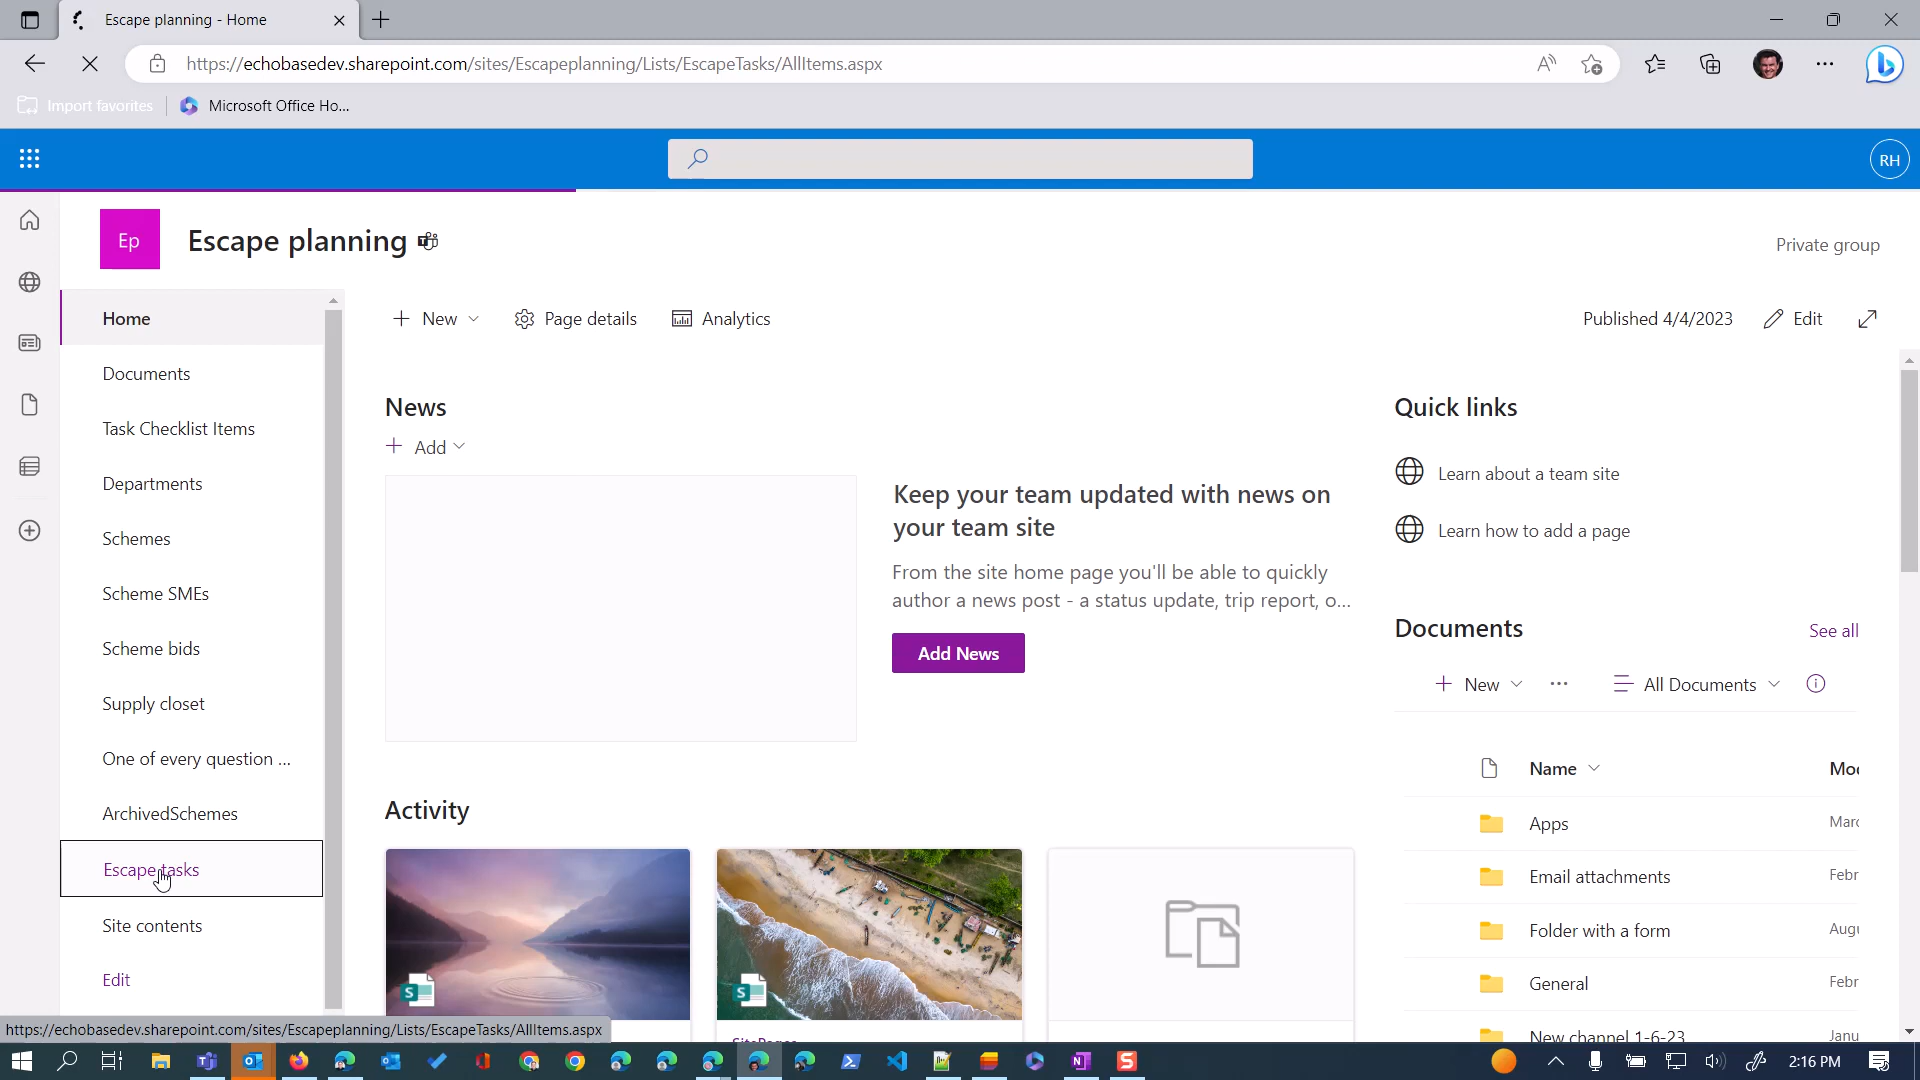 Escape planning - Home
https://echobasedev.sharepoint.com/sites/Escapeplanning/Lists/EscapeTasks/AllItems.aspx
Import favorites
Microsoft Office Ho...
RH
Ep
Escape planning
Private group
Home
Documents
Task Checklist Items
Departments
Schemes
Scheme SMEs
Scheme bids
Supply closet
One of every question ...
ArchivedSchemes
Escape tasks
Site contents
Edit
New
Page details
Analytics
Published 4/4/2023
Edit
News
Add
Keep your team updated with news on
your team site
From the site home page you'll be able to quickly
author a news post - a status update, trip report, o...
Add News
Activity
Quick links
Learn about a team site
Learn how to add a page
Documents
See all
New
All Documents
Name
Apps
Email attachments
Folder with a form
General
New channel 1-6-23
https://echobasedev.sharepoint.com/sites/Escapeplanning/Lists/EscapeTasks/AllItems.aspx
2:16 PM